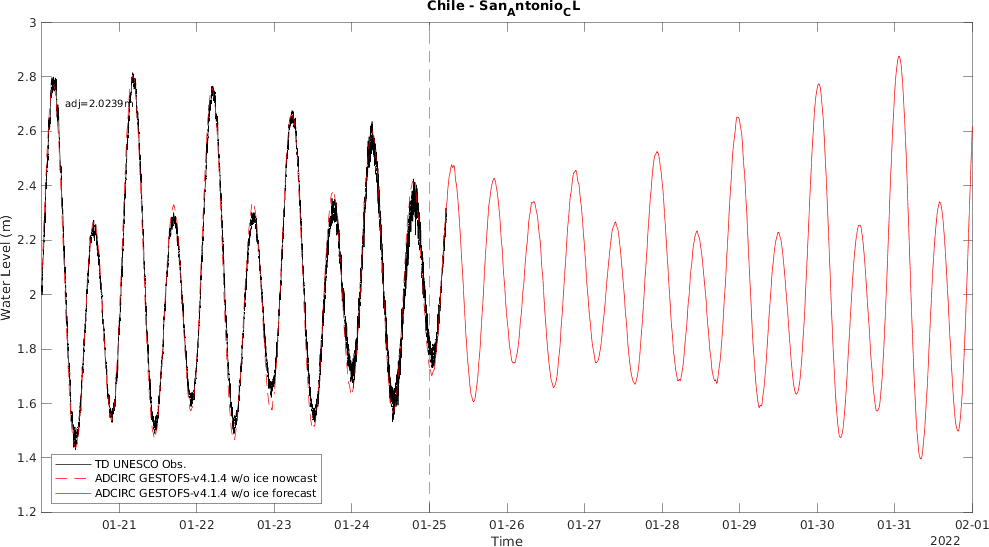 Chile - San_Antonio_CL
3
2.8
adj=2.0239m
2.6
2.4
2.2
2
1.8
1.6
1.4
1.2
Water Level (m)
TD UNESCO Obs.
ADCIRC GESTOFS-v4.1.4 w/o ice nowcast
ADCIRC GESTOFS-v4.1.4 w/o ice forecast
01-21 01-22 01-23 01-24 01-25 01-26 01-27 01-28 01-29 01-30 01-31 02-01
Time
2022